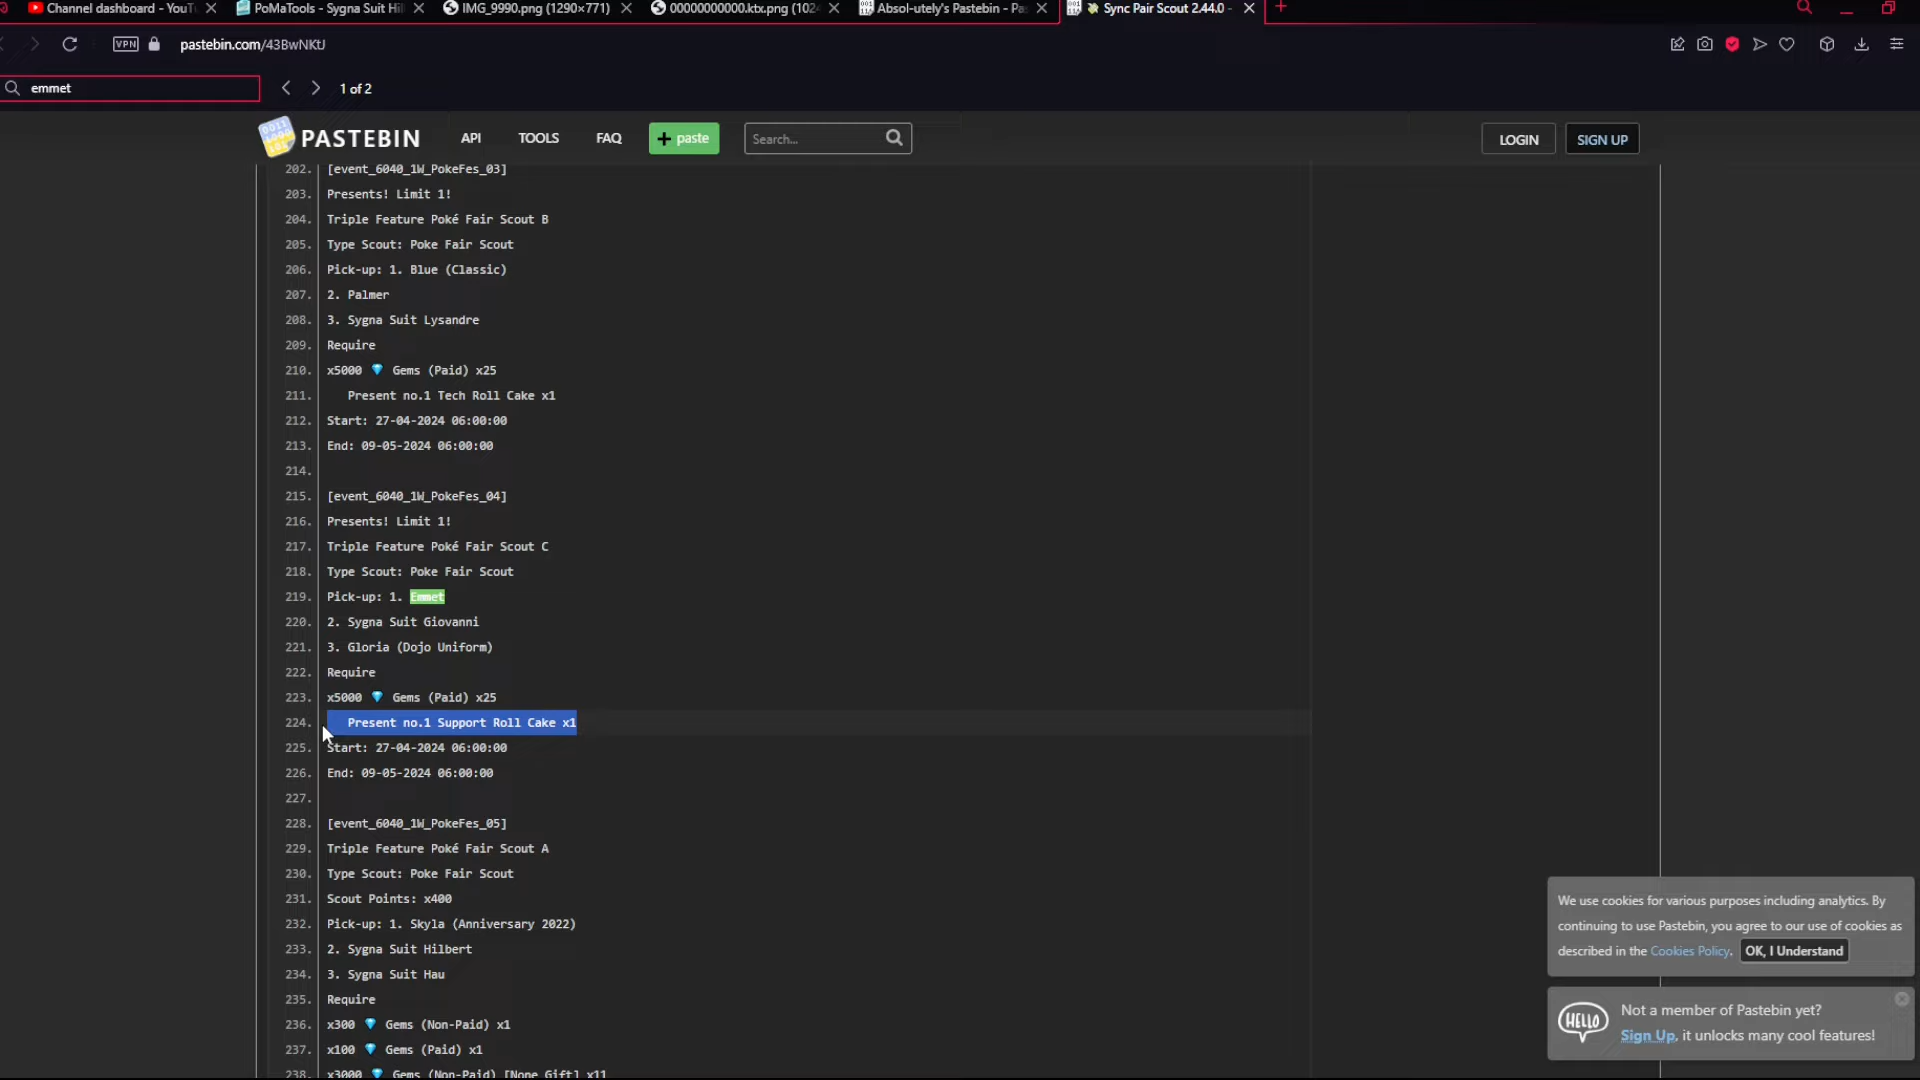 Channel dashboard - YouT
PoMaTools - Sygna Suit Hil
IMG_9990.png (1290×771)
00000000000.ktx.png (102
Absol-utely's Pastebin - Pa
Sync Pair Scout 2.44.0 -
VPN
pastebin.com/43BwNKtJ
emmet
1 of 2
PASTEBIN
API
TOOLS
FAQ
+ paste
Search...
LOGIN
SIGN UP
202. [event_6040_1W_PokeFes_03]
203. Presents! Limit 1!
204. Triple Feature Poké Fair Scout B
205. Type Scout: Poke Fair Scout
206. Pick-up: 1. Blue (Classic)
207. 2. Palmer
208. 3. Sygna Suit Lysandre
209. Require
210. x5000 💎 Gems (Paid) x25
211. Present no.1 Tech Roll Cake x1
212. Start: 27-04-2024 06:00:00
213. End: 09-05-2024 06:00:00
214.
215. [event_6040_1W_PokeFes_04]
216. Presents! Limit 1!
217. Triple Feature Poké Fair Scout C
218. Type Scout: Poke Fair Scout
219. Pick-up: 1. Emmet
220. 2. Sygna Suit Giovanni
221. 3. Gloria (Dojo Uniform)
222. Require
223. x5000 💎 Gems (Paid) x25
224. Present no.1 Support Roll Cake x1
225. Start: 27-04-2024 06:00:00
226. End: 09-05-2024 06:00:00
227.
228. [event_6040_1W_PokeFes_05]
229. Triple Feature Poké Fair Scout A
230. Type Scout: Poke Fair Scout
231. Scout Points: x400
232. Pick-up: 1. Skyla (Anniversary 2022)
233. 2. Sygna Suit Hilbert
234. 3. Sygna Suit Hau
235. Require
236. x300 💎 Gems (Non-Paid) x1
237. x100 💎 Gems (Paid) x1
238. x3000 💎 Gems (Non-Paid) [None Gift] x11
We use cookies for various purposes including analytics. By
continuing to use Pastebin, you agree to our use of cookies as
described in the Cookies Policy. OK, I Understand
HELLO
Not a member of Pastebin yet?
Sign Up, it unlocks many cool features!